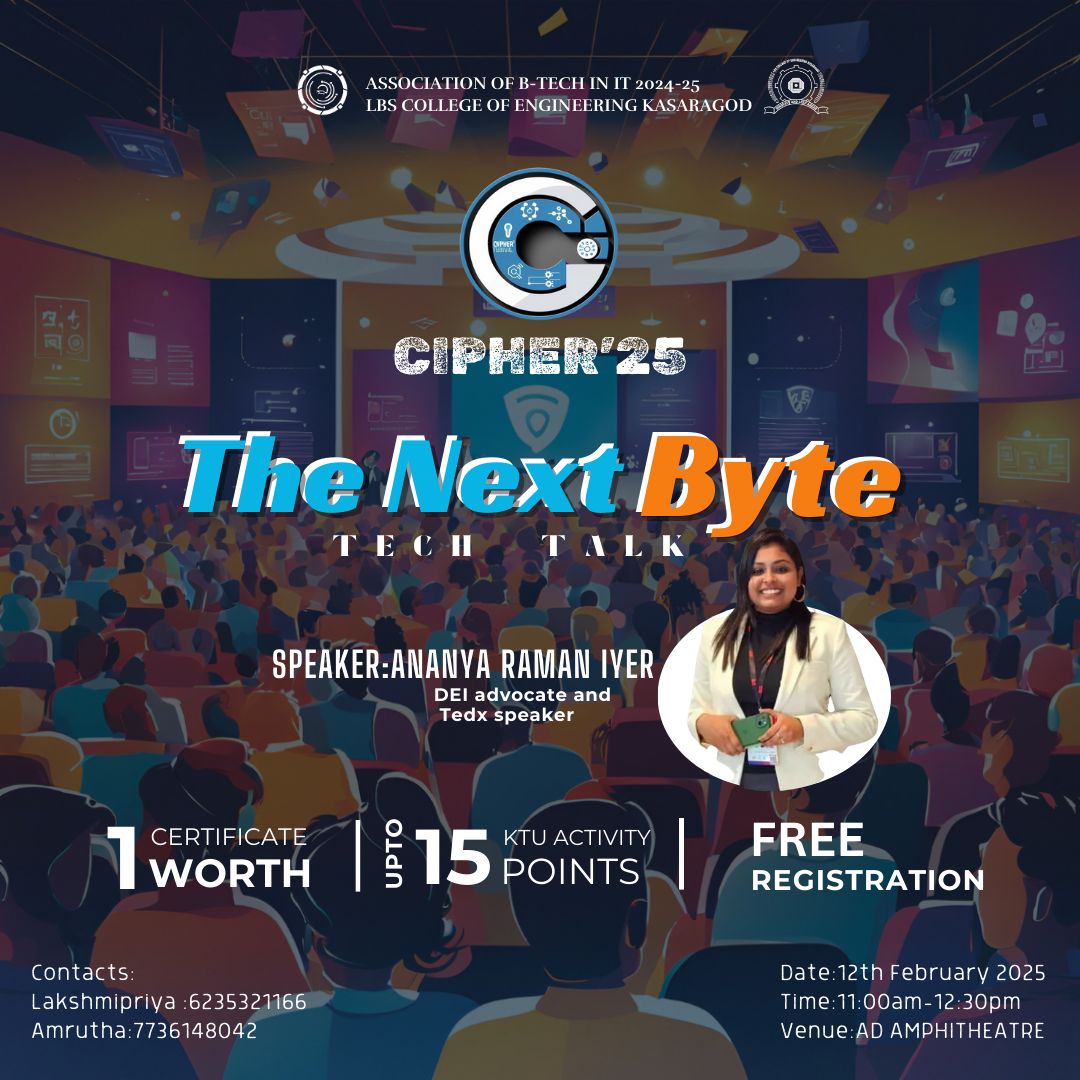 ASSOCIATION OF B-TECH IN IT 2024-25
LBS COLLEGE OF ENGINEERING KASARAGOD
CIPHER
CIPHER'25
The Next Byte
TECH TALK
SPEAKER:ANANYA RAMAN IYER
DEI advocate and
Tedx speaker
1 CERTIFICATE
WORTH
UPTO
15 KTU ACTIVITY
POINTS
FREE
REGISTRATION
Contacts:
Lakshmipriya :6235321166
Amrutha:7736148042
Date:12th February 2025
Time:11:00am-12:30pm
Venue:AD AMPHITHEATRE